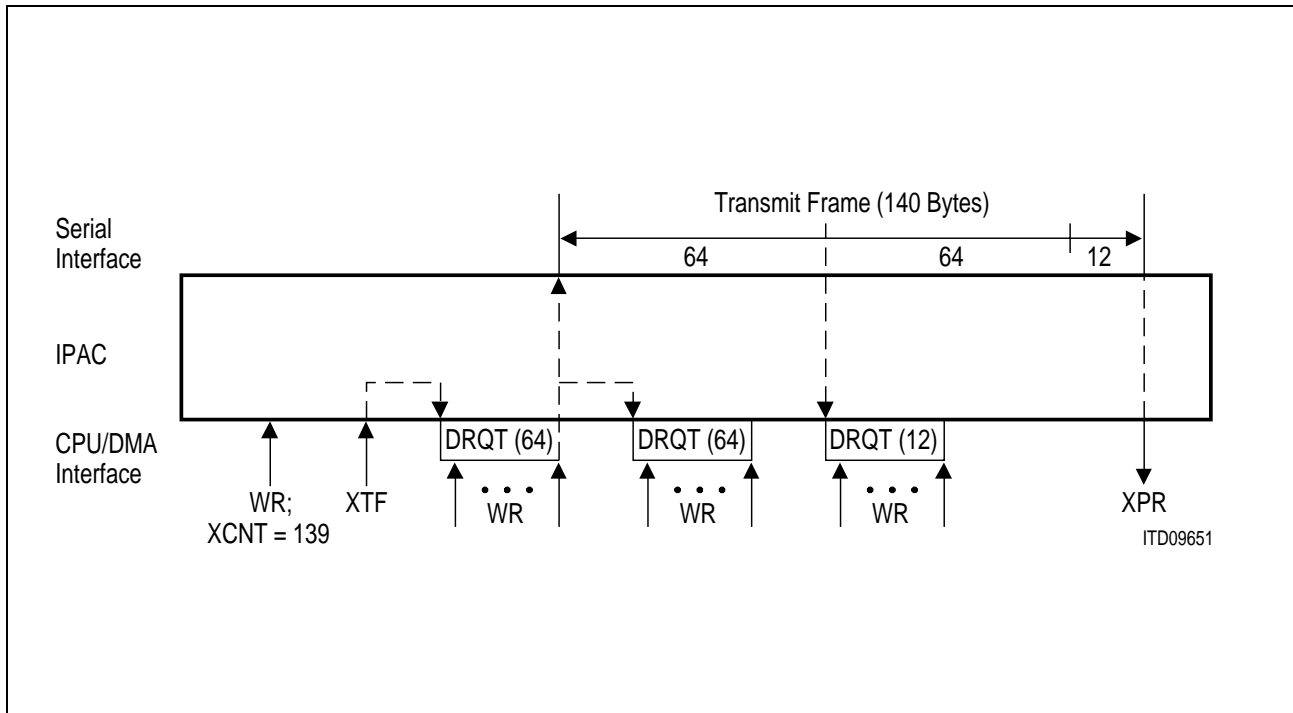 Transmit Frame (140 Bytes)
Serial
Interface
64
64
12
IPAC
CPU/DMA
Interface
DRQT (64)
DRQT (64)
DRQT (12)
WR;
XCNT = 139
XTF
WR
WR
WR
XPR
ITD09651